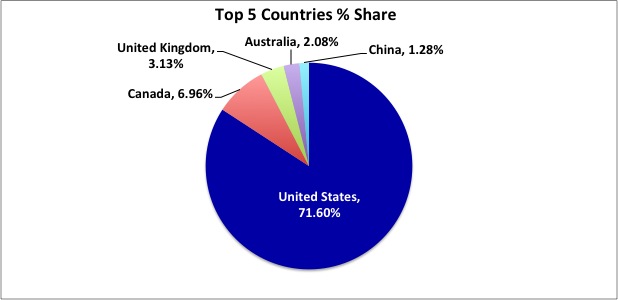 Top 5 Countries % Share
United Kingdom,
3.13%
Australia, 2.08%
China, 1.28%
Canada, 6.96%
United States,
71.60%